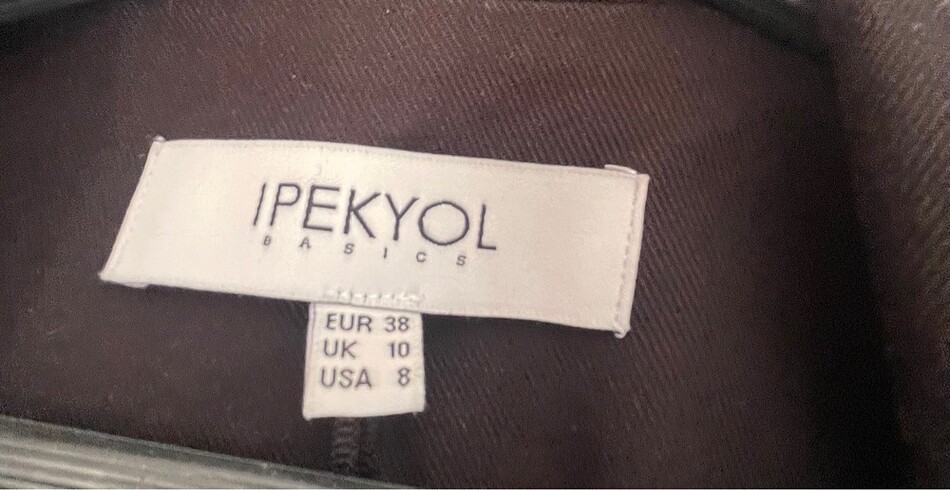 IPEKYOL
BASICS
EUR 38
UK 10
USA 8